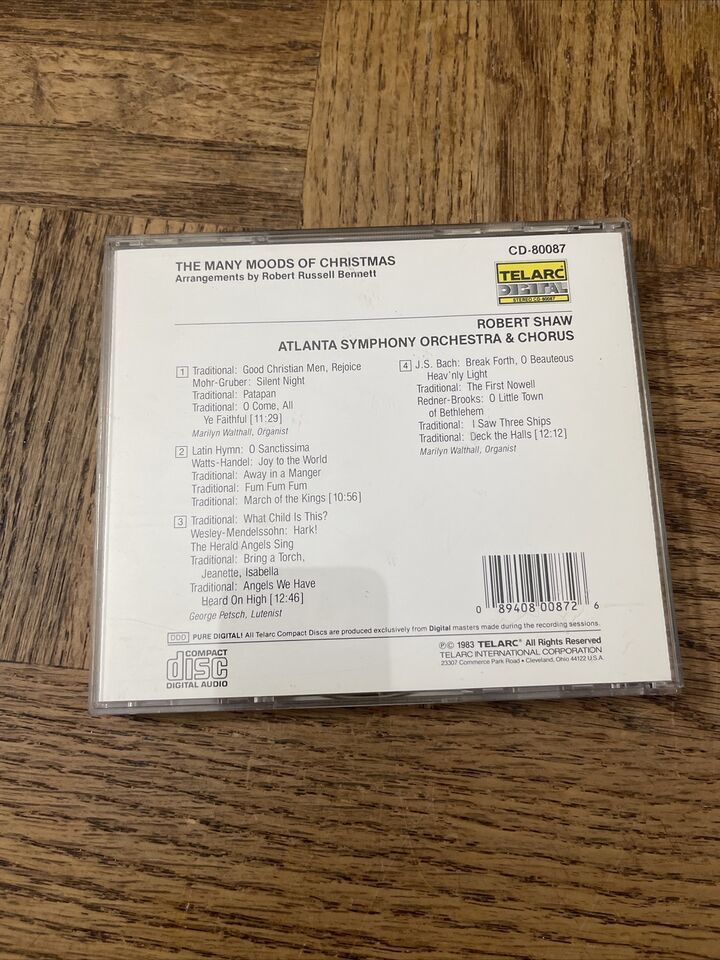 CD-80087
THE MANY MOODS OF CHRISTMAS
Arrangements by Robert Russell Bennett
TELARC
DIGITAL
STEREO CD-80087
ROBERT SHAW
ATLANTA SYMPHONY ORCHESTRA & CHORUS
1 Traditional: Good Christian Men, Rejoice
Mohr-Gruber: Silent Night
Traditional: Patapan
Traditional: O Come, All
Ye Faithful [11:29]
Marilyn Walthall, Organist
2 Latin Hymn: O Sanctissima
Watts-Handel: Joy to the World
Traditional: Away in a Manger
Traditional: Fum Fum Fum
Traditional: March of the Kings [10:56]
3 Traditional: What Child Is This?
Wesley-Mendelssohn: Hark!
The Herald Angels Sing
Traditional: Bring a Torch,
Jeanette, Isabella
Traditional: Angels We Have
Heard On High [12:46]
George Petsch, Lutenist
4 J.S. Bach: Break Forth, O Beauteous
Heav'nly Light
Traditional: The First Nowell
Redner-Brooks: O Little Town
of Bethlehem
Traditional: I Saw Three Ships
Traditional: Deck the Halls [12:12]
Marilyn Walthall, Organist
0 89408 00872 6
DDD PURE DIGITAL! All Telarc Compact Discs are produced exclusively from Digital masters made during the recording sessions.
COMPACT
disc
DIGITAL AUDIO
℗© 1983 TELARC® All Rights Reserved
TELARC INTERNATIONAL CORPORATION
23307 Commerce Park Road • Cleveland, Ohio 44122 U.S.A.